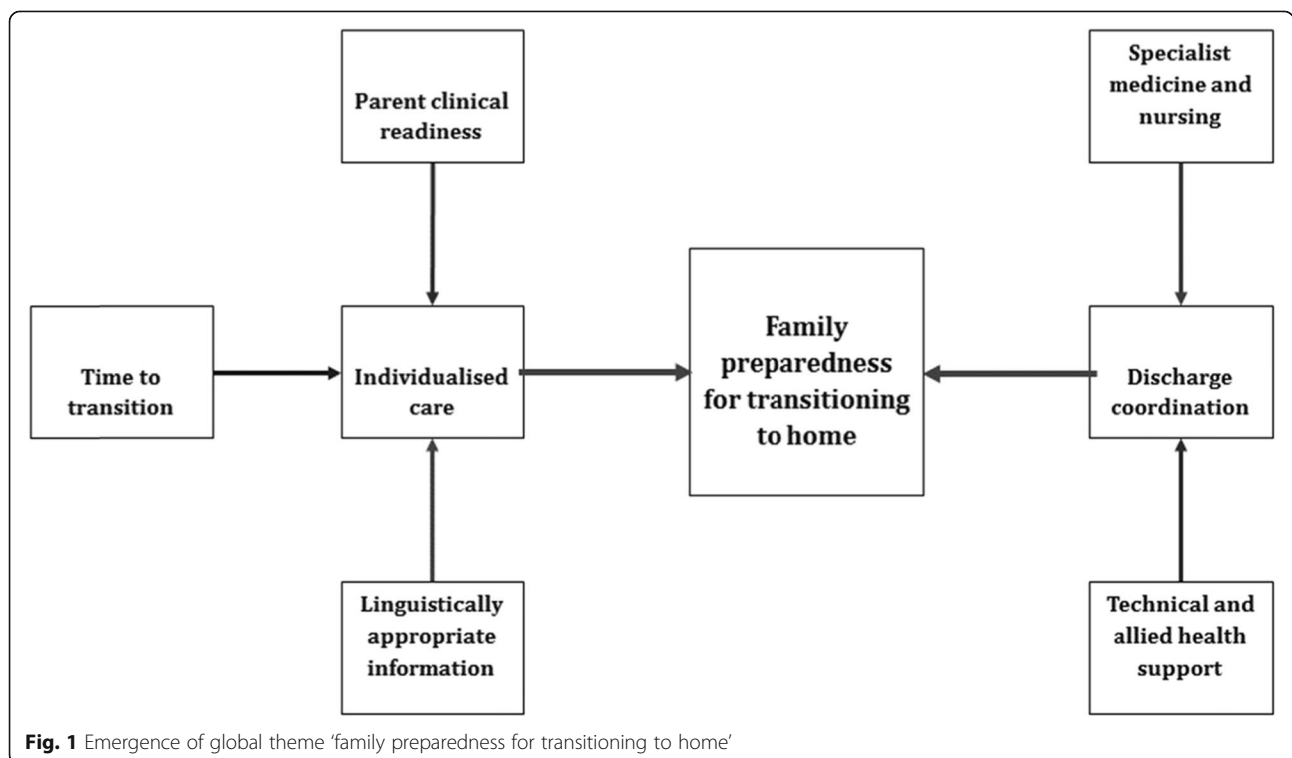 Parent clinical
readiness
Specialist
medicine and
nursing
Time to
transition
Individualised
care
Family
preparedness
for transitioning
to home
Discharge
coordination
Linguistically
appropriate
information
Technical and
allied health
support
Fig. 1 Emergence of global theme ‘family preparedness for transitioning to home’